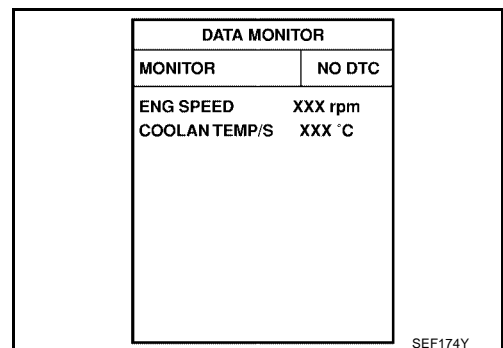 DATA MONITOR
MONITOR NO DTC
ENG SPEED XXX rpm
COOLAN TEMP/S XXX °C
SEF174Y